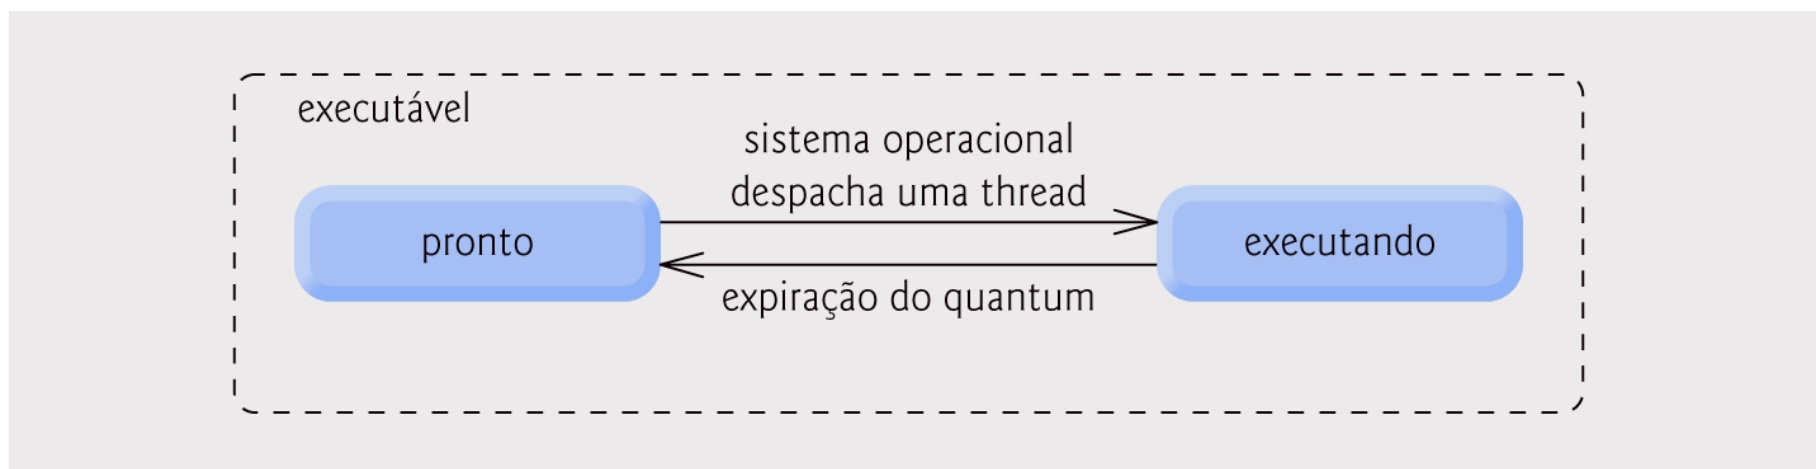 executável
sistema operacional
despacha uma thread
pronto
executando
expiração do quantum